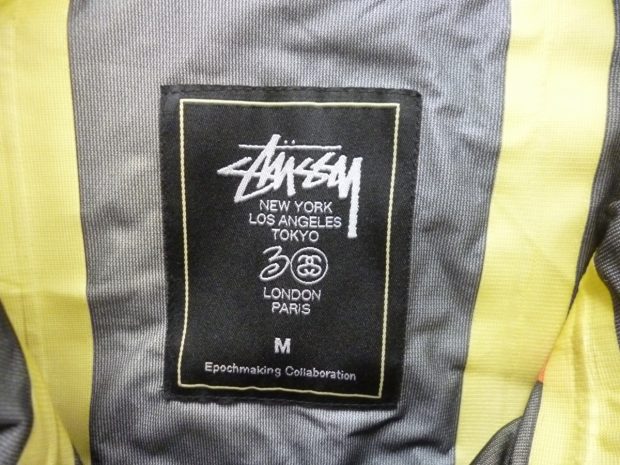 STÜSSY
NEW YORK
LOS ANGELES
TOKYO
30
LONDON
PARIS
M
Epochmaking Collaboration